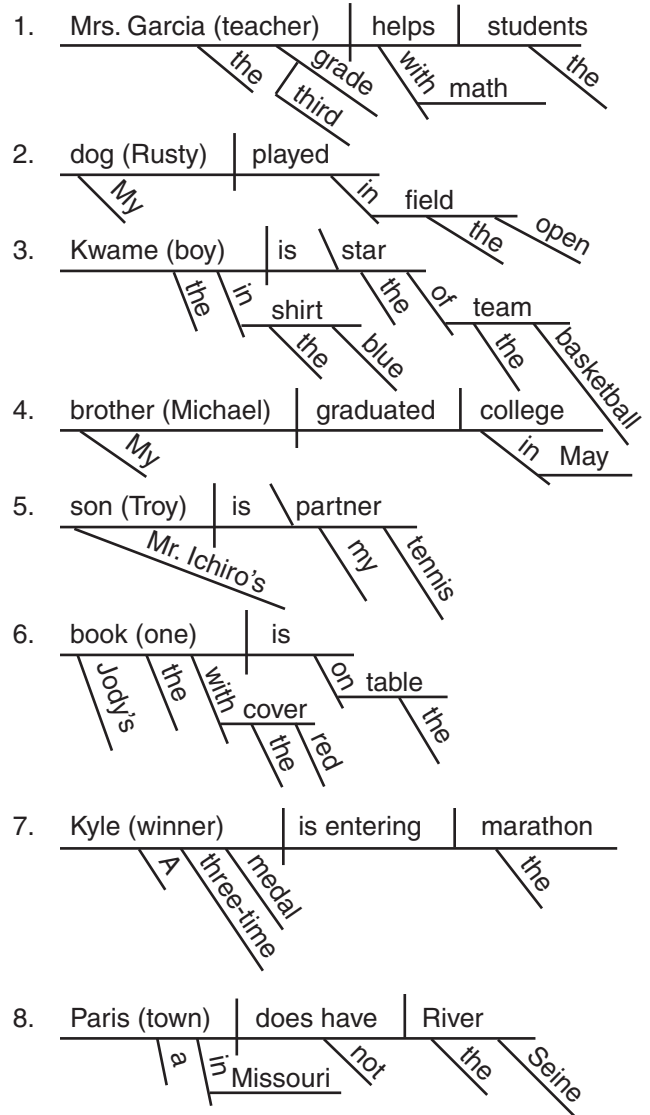 1. Mrs. Garcia (teacher) helps students
the grade third with math the
2. dog (Rusty) played
My in field the open
3. Kwame (boy) is star
the in shirt the blue the of team the basketball
4. brother (Michael) graduated college
My in May
5. son (Troy) is partner
Mr. Ichiro's my tennis
6. book (one) is
Jody's the with cover the red on table the
7. Kyle (winner) is entering marathon
A three-time medal the
8. Paris (town) does have River
a in Missouri not the Seine